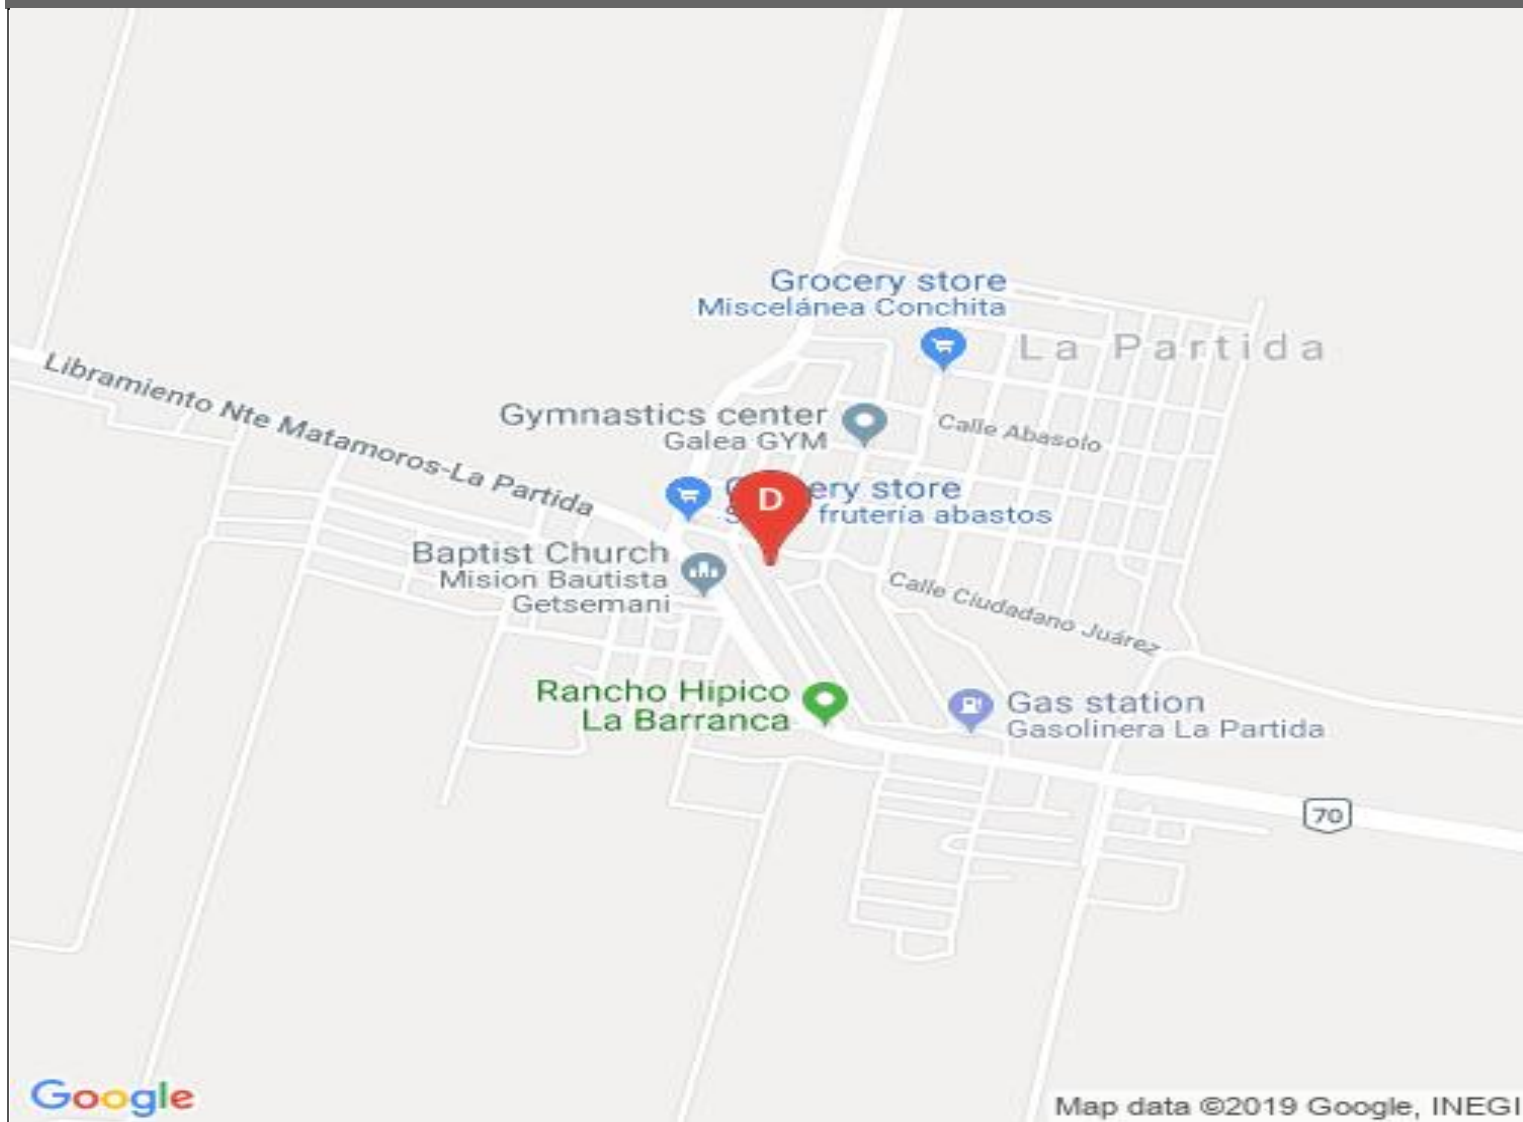 Grocery store
Miscelánea Conchita
La Partida
Libramiento Nte Matamoros-La Partida
Gymnastics center
Galea GYM
Calle Abasolo
D
store
frutería abastos
Baptist Church
Mision Bautista
Getsemani
Calle Ciudadano Juárez
Rancho Hípico
La Barranca
Gas station
Gasolinera La Partida
70
Google
Map data ©2019 Google, INEGI